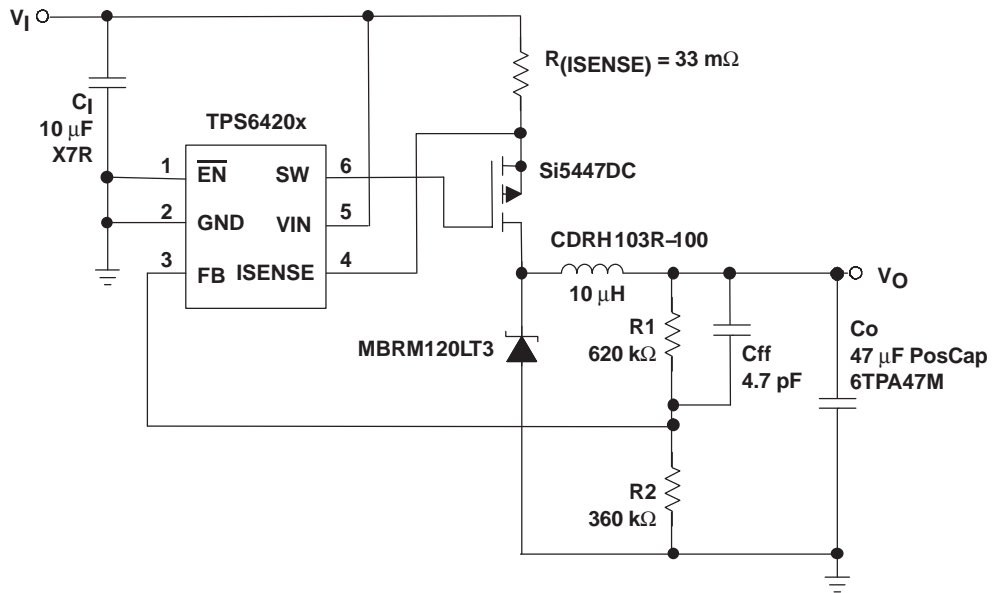 VI
R(ISENSE) = 33 mΩ
CI
10 μF
X7R
TPS6420x
1
EN
SW
6
Si5447DC
2
GND
VIN
5
3
FB
ISENSE
4
CDRH103R–100
10 μH
VO
R1
620 kΩ
Cff
4.7 pF
Co
47 μF PosCap
6TPA47M
MBRM120LT3
R2
360 kΩ